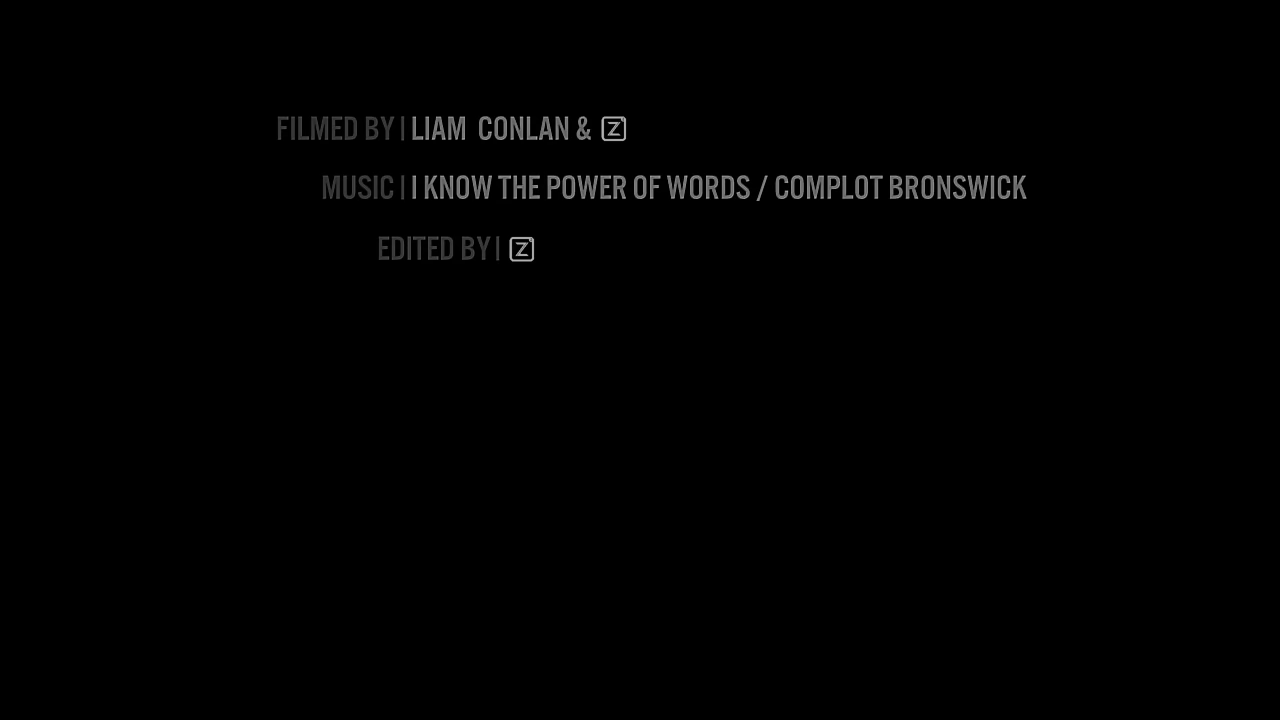 FILMED BY | LIAM CONLAN & Z
MUSIC | I KNOW THE POWER OF WORDS / COMPLOT BRONSWICK
EDITED BY | Z